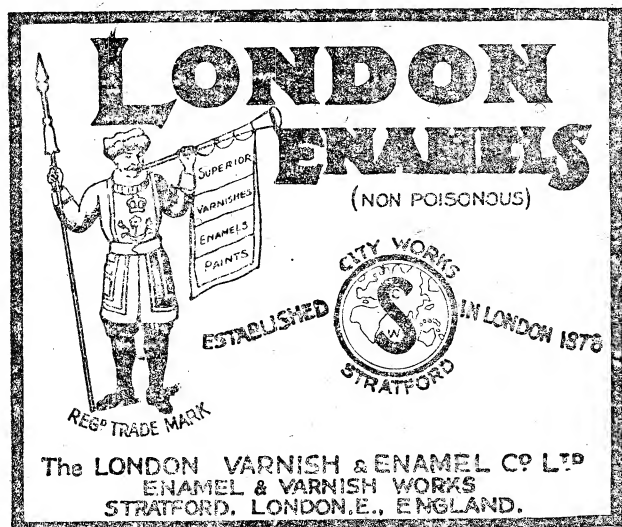 LONDON
ENAMELS
(NON POISONOUS)
SUPERIOR
VARNISHES
ENAMELS
PAINTS
CITY WORKS
ESTABLISHED
IN LONDON 1878
S
W
STRATFORD
REGD TRADE MARK
The LONDON VARNISH & ENAMEL CO LTD
ENAMEL & VARNISH WORKS
STRATFORD, LONDON, E., ENGLAND.